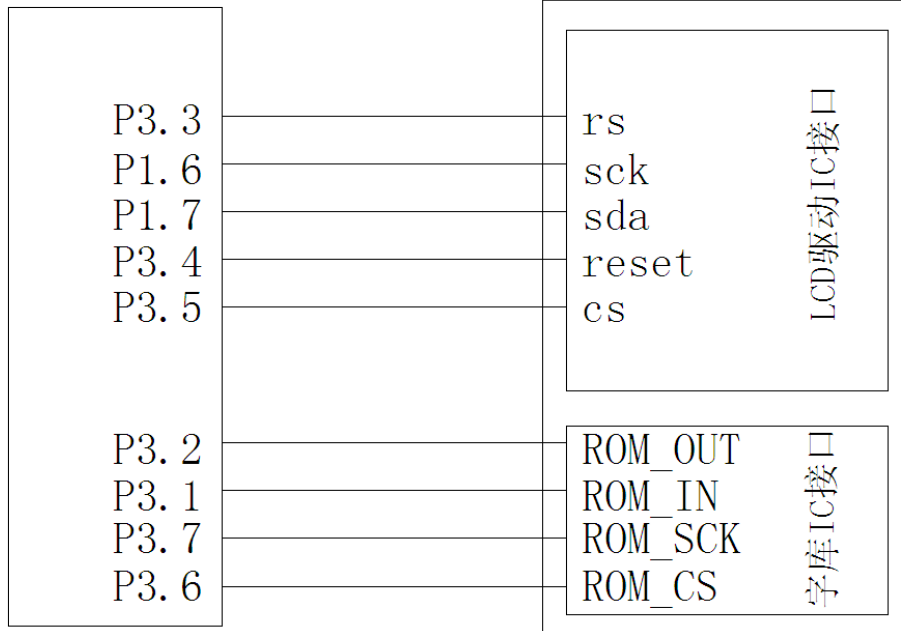 P3.3
P1.6
P1.7
P3.4
P3.5
P3.2
P3.1
P3.7
P3.6
rs
sck
sda
reset
cs
LCD驱动IC接口
ROM_OUT
ROM_IN
ROM_SCK
ROM_CS
字库IC接口